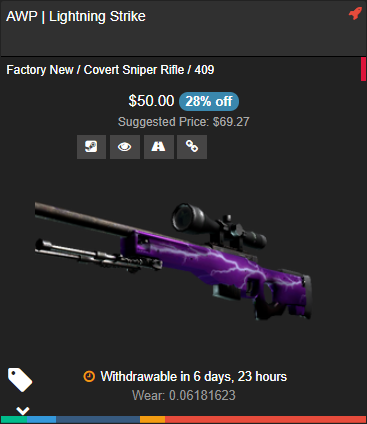 AWP | Lightning Strike
Factory New / Covert Sniper Rifle / 409
$50.00 28% off
Suggested Price: $69.27
Withdrawable in 6 days, 23 hours
Wear: 0.06181623